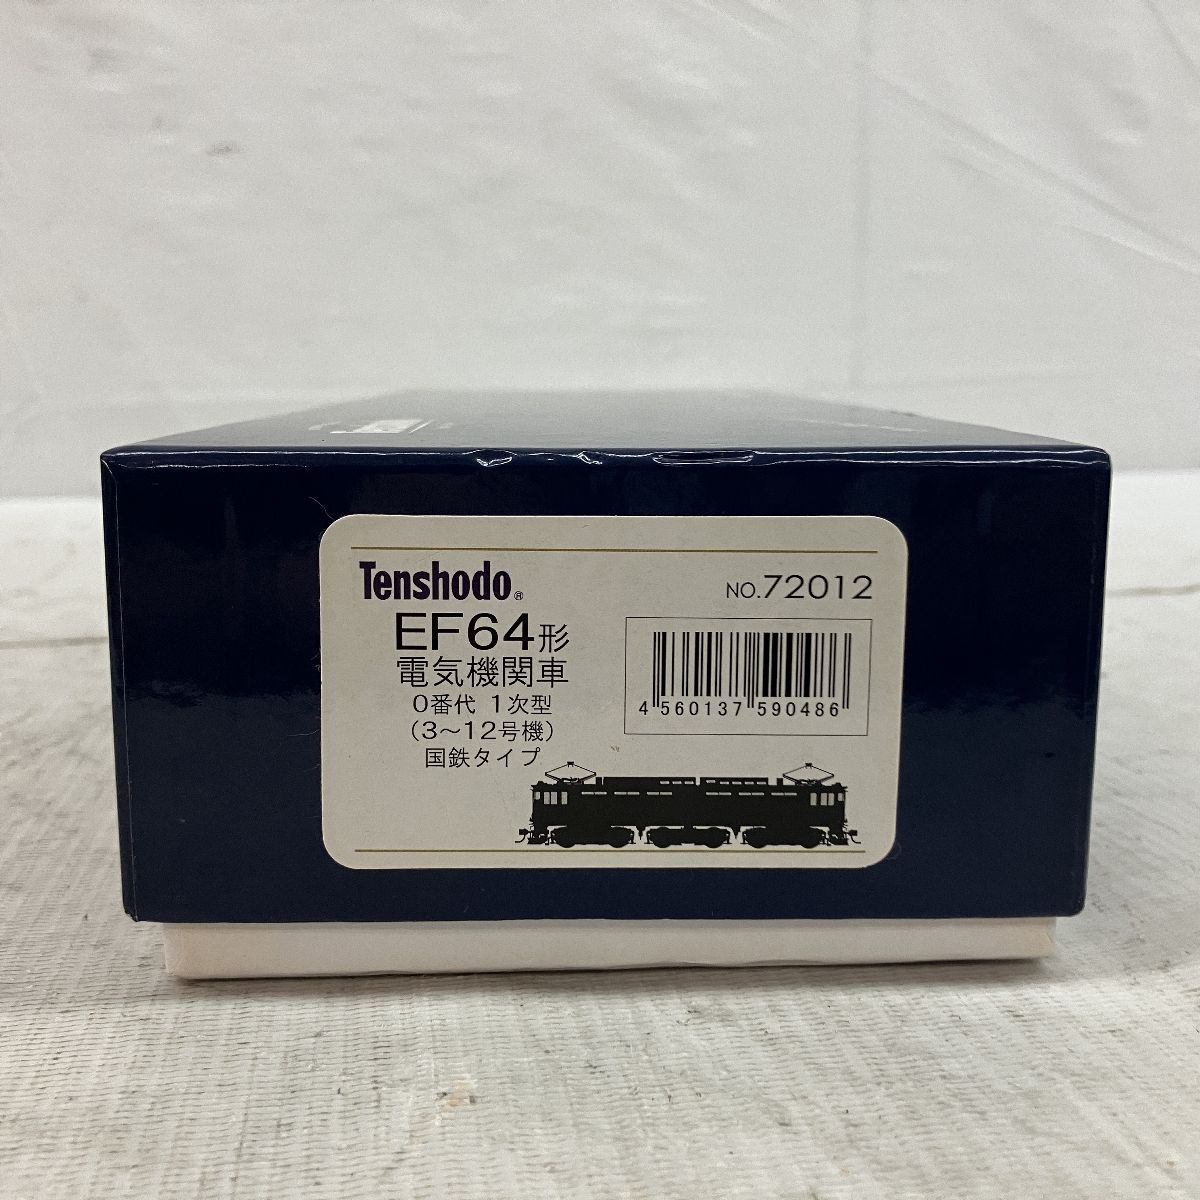 Tenshodo®
NO.72012
EF64形
電気機関車
0番代 1次型
(3～12号機)
国鉄タイプ
4 560137 590486